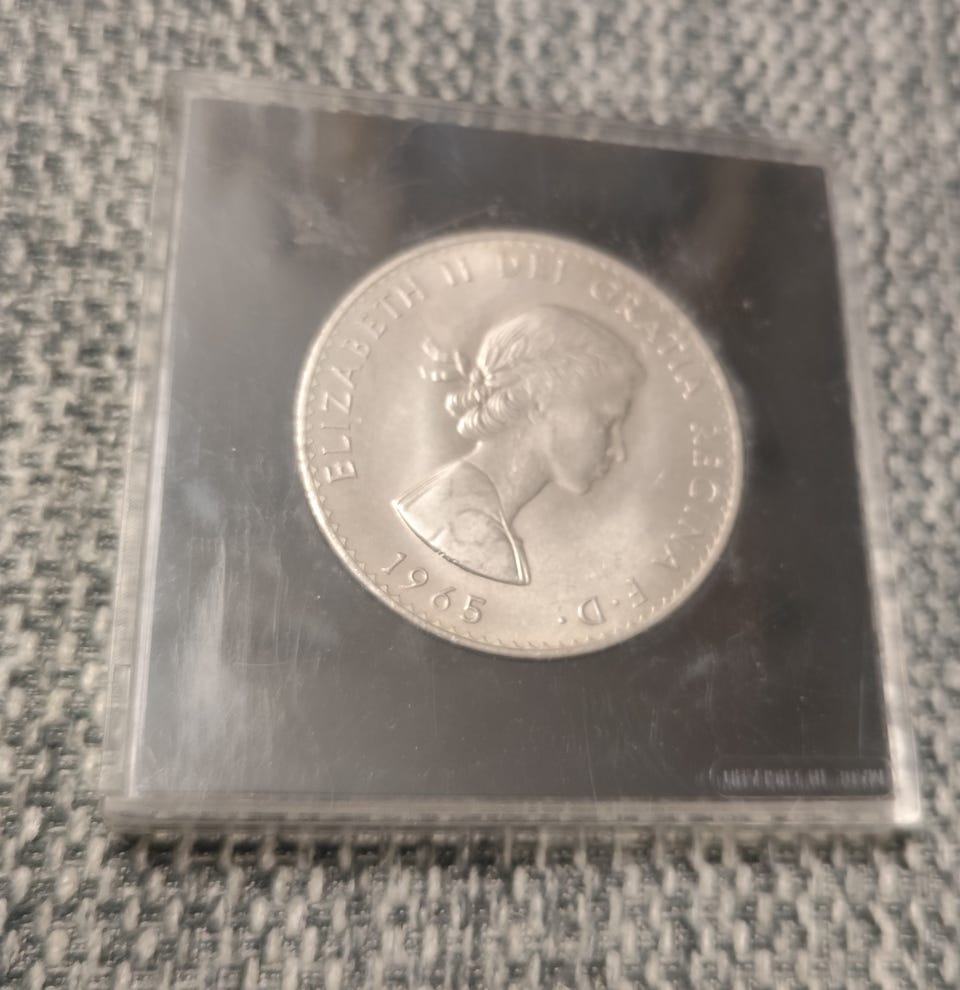 ELIZABETH II DEI GRATIA REGINA F·D·
1965